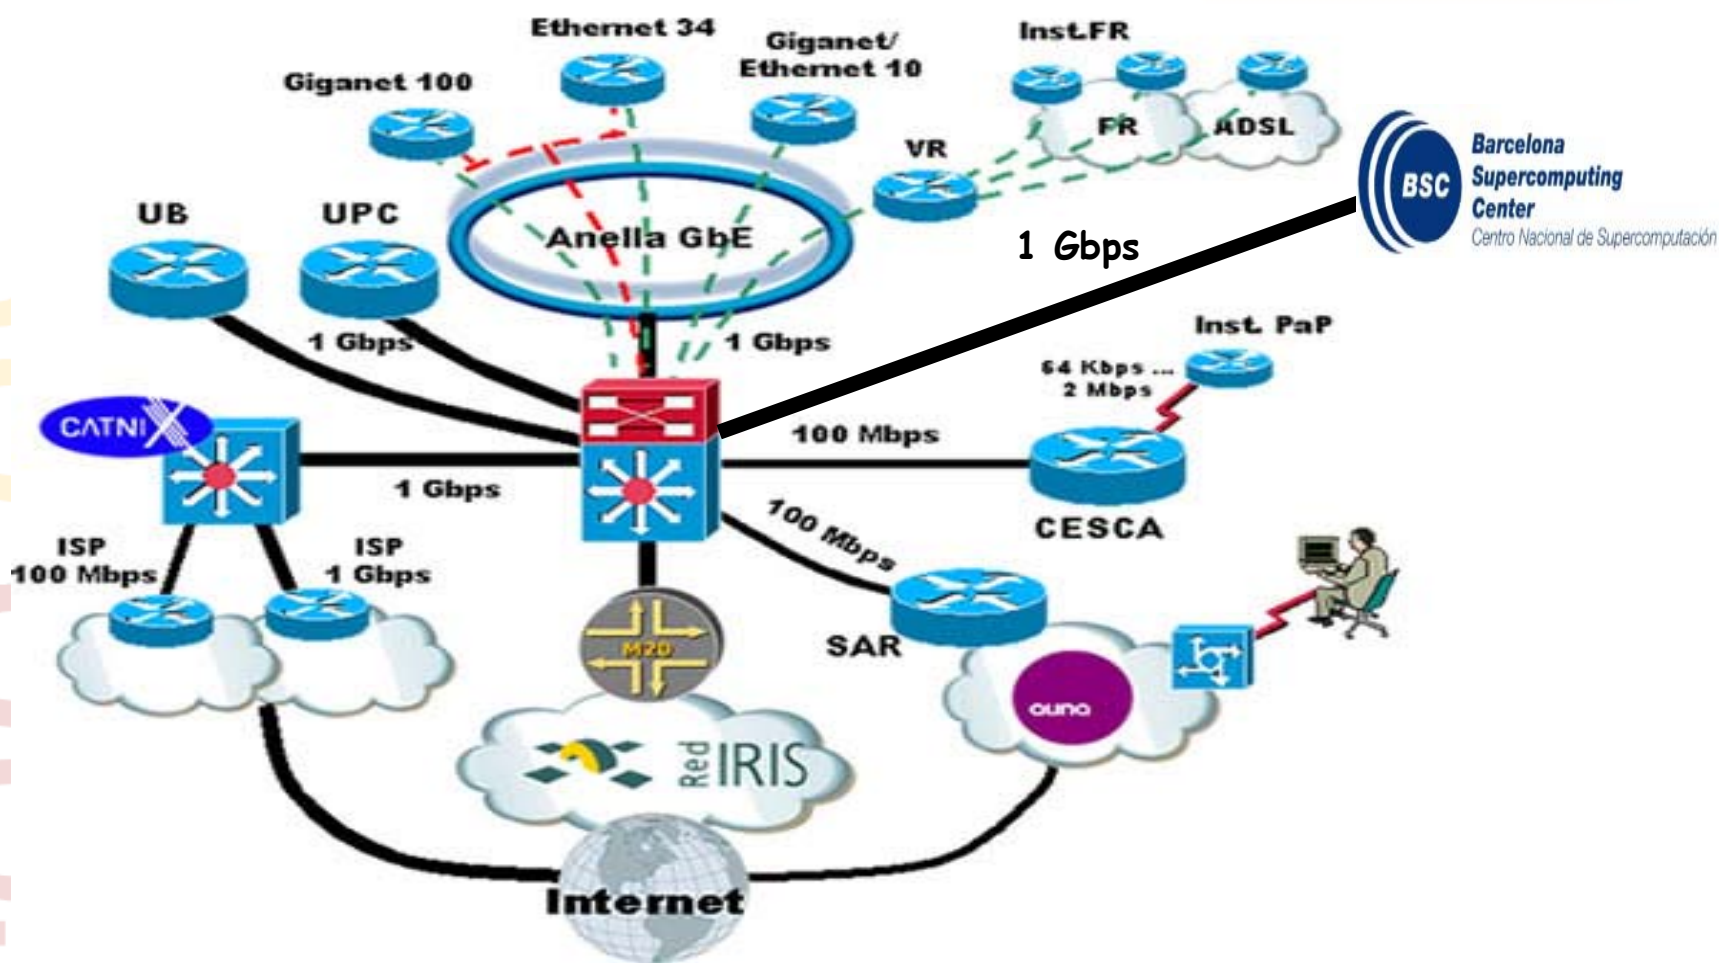 Ethernet 34
Inst.FR
Giganet/
Ethernet 10
Giganet 100
FR
ADSL
VR
Barcelona
BSC
Supercomputing
Center
Centro Nacional de Supercomputación
UB
UPC
Anella GbE
1 Gbps
1 Gbps
1 Gbps
Inst. PaP
64 Kbps ...
2 Mbps
CATNIX
100 Mbps
1 Gbps
100 Mbps
CESCA
ISP
100 Mbps
ISP
1 Gbps
SAR
M20
auna
Red
IRIS
Internet